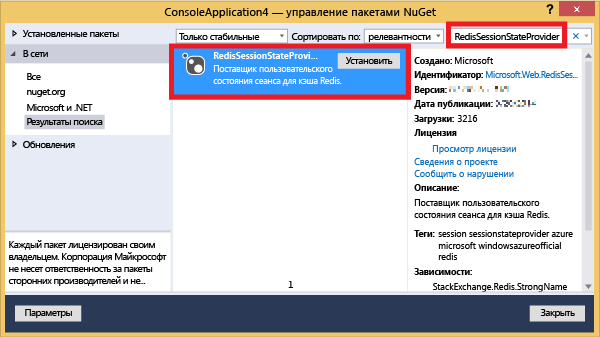 ConsoleApplication4 — управление пакетами NuGet
Установленные пакеты
В сети
Все
nuget.org
Microsoft и .NET
Результаты поиска
Обновления
Каждый пакет лицензирован своим
владельцем. Корпорация Майкрософт
не несет ответственность за пакеты
сторонних производителей и не...
Только стабильные
Сортировать по: релевантности
RedisSessionStateProvi...
Установить
Поставщик пользовательского
состояния сеанса для кэша Redis.
1
RedisSessionStateProvider
Создано: Microsoft
Идентификатор: Microsoft.Web.RedisSes...
Версия:
Дата публикации:
Загрузки: 3216
Лицензия
Просмотр лицензии
Сведения о проекте
Сообщить о нарушении
Описание:
Поставщик пользовательского
состояния сеанса для кэша Redis.
Теги: session sessionstateprovider azure
microsoft windowsazureofficial
redis
Зависимости:
StackExchange.Redis.StrongName
Параметры
Закрыть